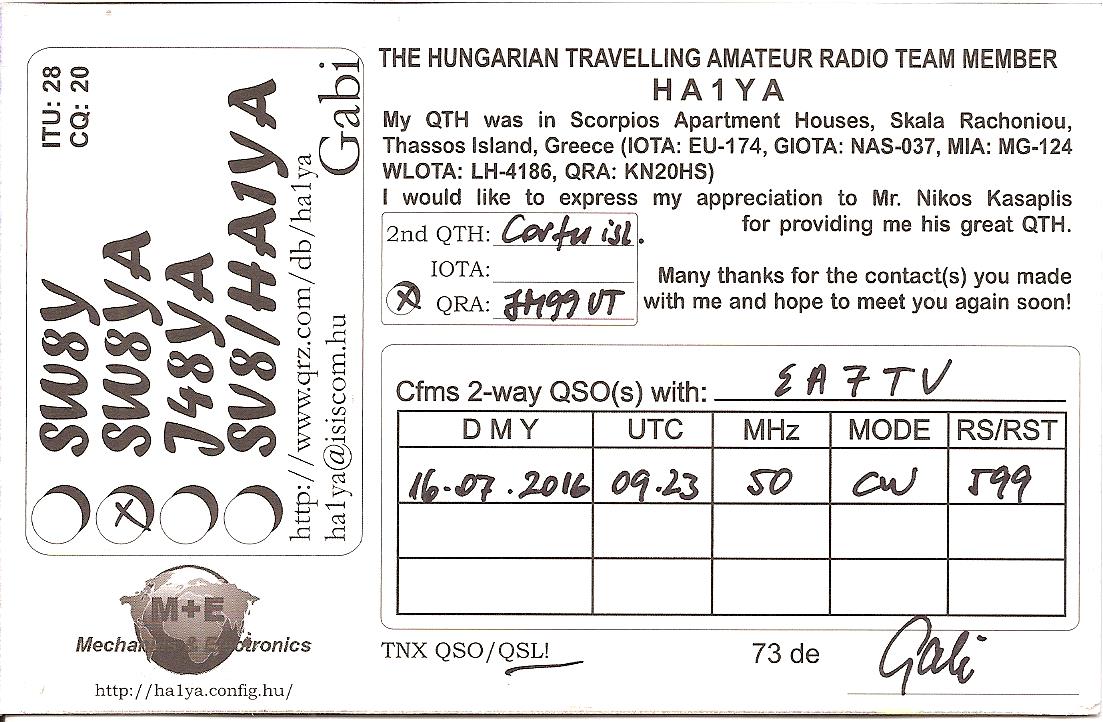 THE HUNGARIAN TRAVELLING AMATEUR RADIO TEAM MEMBER
HA1YA
My QTH was in Scorpios Apartment Houses, Skala Rachoniou,
Thassos Island, Greece (IOTA: EU-174, GIOTA: NAS-037, MIA: MG-124
WLOTA: LH-4186, QRA: KN20HS)
I would like to express my appreciation to Mr. Nikos Kasaplis
for providing me his great QTH.
2nd QTH: Corfu isl.
IOTA:
X QRA: JM99VT
Many thanks for the contact(s) you made
with me and hope to meet you again soon!
ITU: 28
CQ: 20
SW8Y
X SW8YA
J48YA
SV8/HA1YA
http://www.qrz.com/db/ha1ya
ha1ya@isiscom.hu
Gabi
Cfms 2-way QSO(s) with: EA7TV
D M Y UTC MHz MODE RS/RST
16.07.2016 09.23 50 CW 599
M+E
Mechanics & Electronics
http://ha1ya.config.hu/
TNX QSO/QSL!
73 de Gabi